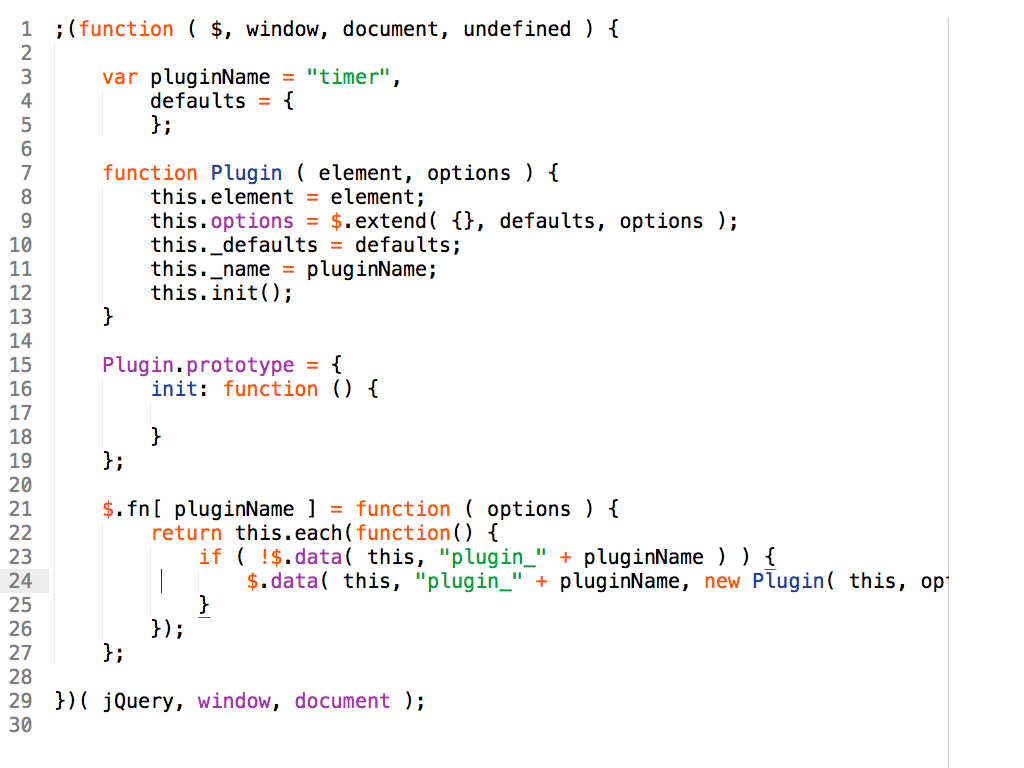 1 ;(function ( $, window, document, undefined ) {
2
3     var pluginName = "timer",
4         defaults = {
5         };
6
7     function Plugin ( element, options ) {
8         this.element = element;
9         this.options = $.extend( {}, defaults, options );
10         this._defaults = defaults;
11         this._name = pluginName;
12         this.init();
13     }
14
15     Plugin.prototype = {
16         init: function () {
17
18         }
19     };
20
21     $.fn[ pluginName ] = function ( options ) {
22         return this.each(function() {
23             if ( !$.data( this, "plugin_" + pluginName ) ) {
24                 $.data( this, "plugin_" + pluginName, new Plugin( this,
25             }
26         });
27     };
28
29 })( jQuery, window, document );
30